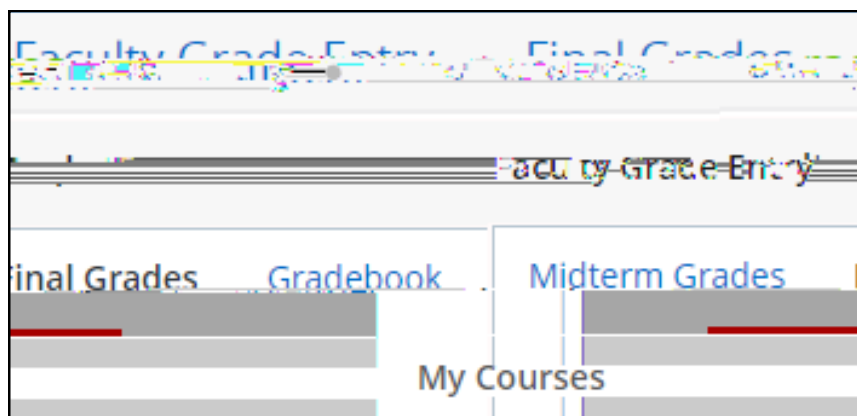 Faculty Grade Entry Final Grades
Faculty Grade Entry
Final Grades Gradebook Midterm Grades
My Courses